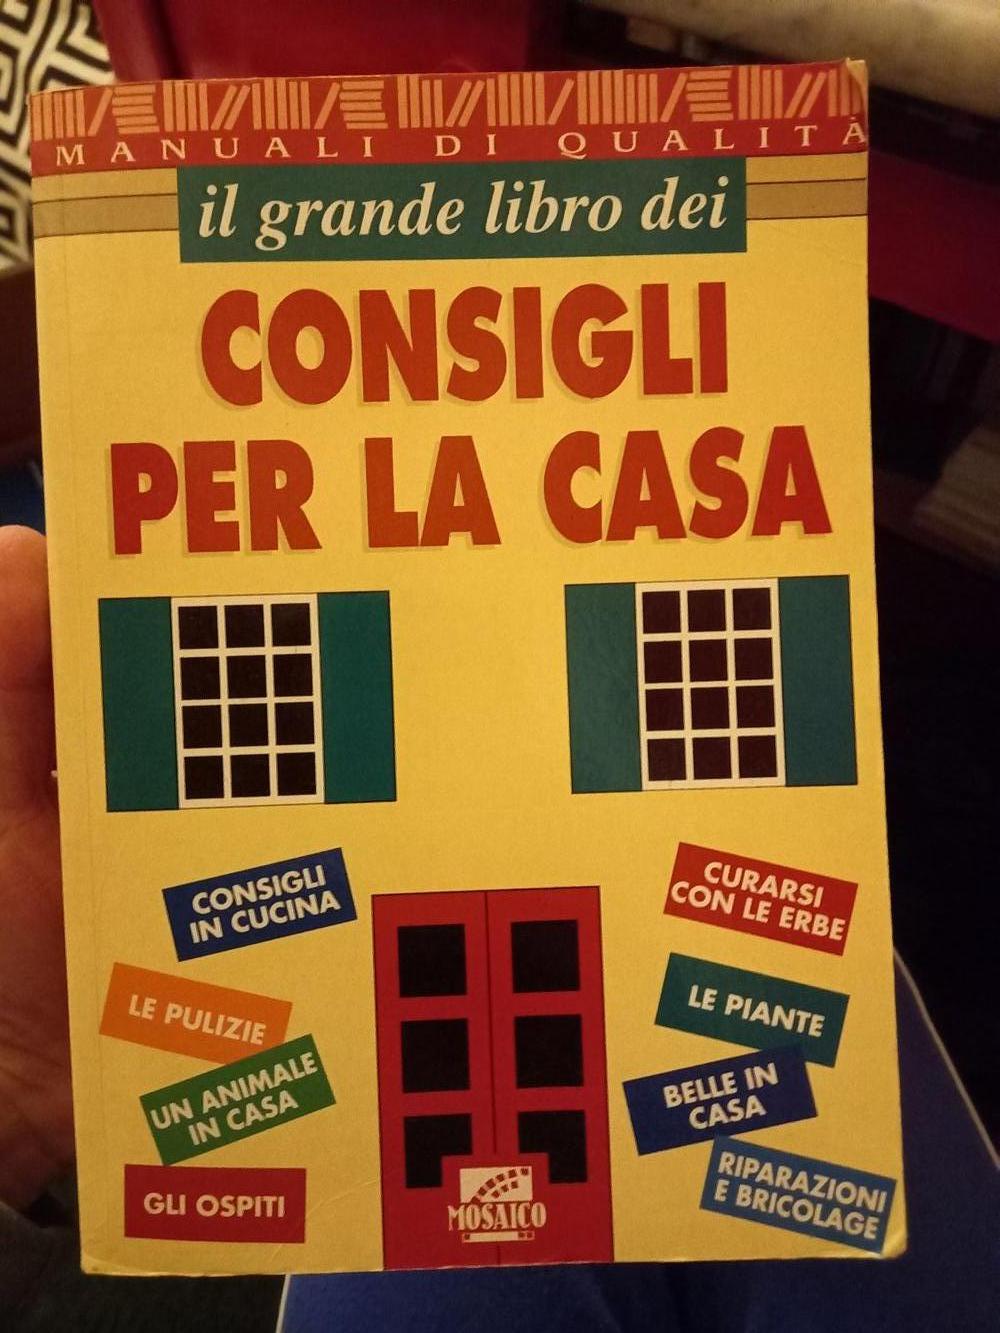 MANUALI DI QUALITÀ
il grande libro dei
CONSIGLI
PER LA CASA
CONSIGLI
IN CUCINA
LE PULIZIE
UN ANIMALE
IN CASA
GLI OSPITI
CURARSI
CON LE ERBE
LE PIANTE
BELLE IN
CASA
RIPARAZIONI
E BRICOLAGE
MOSAICO